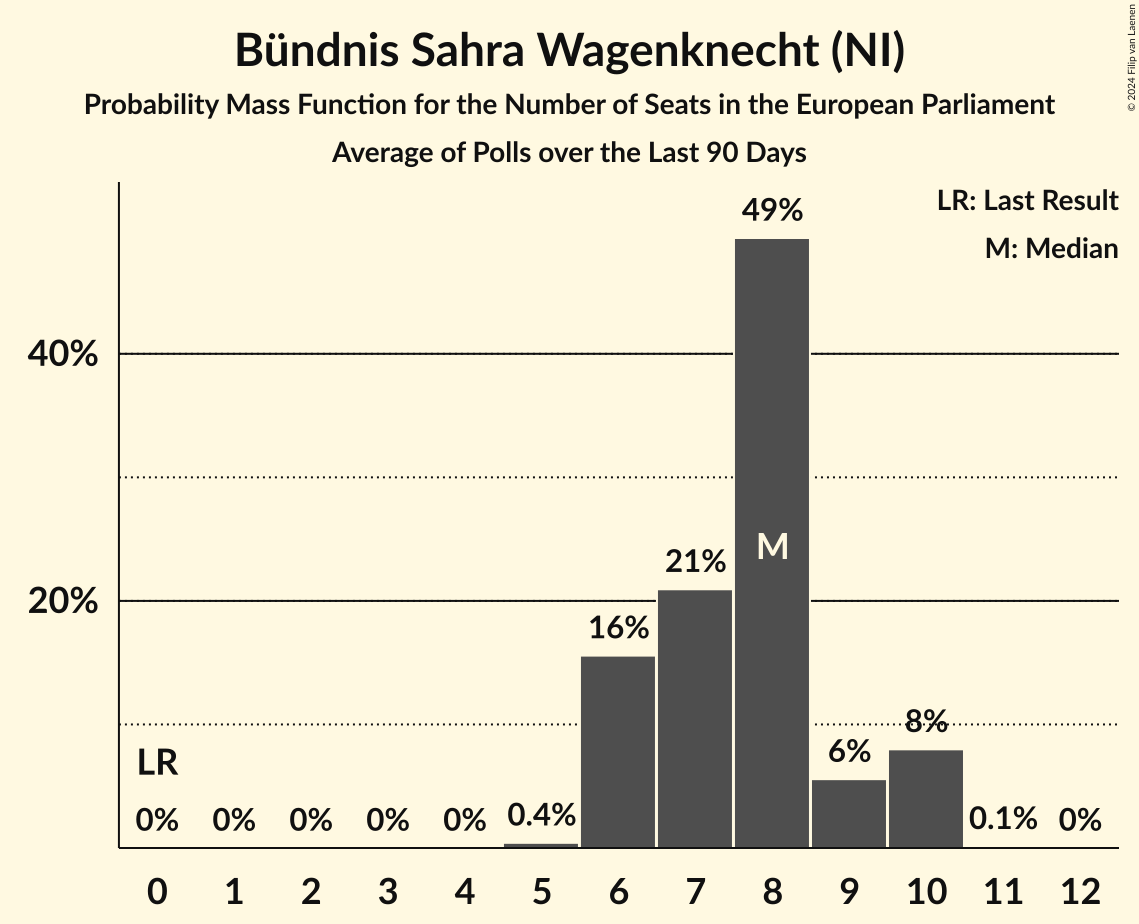 Bündnis Sahra Wagenknecht (NI)
Probability Mass Function for the Number of Seats in the European Parliament
Average of Polls over the Last 90 Days
© 2024 Filip van Laenen
LR: Last Result
M: Median
49%
40%
M
21%
20%
16%
8%
6%
LR
0% 0% 0% 0% 0% 0.4% 0.1% 0%
0 1 2 3 4 5 6 7 8 9 10 11 12